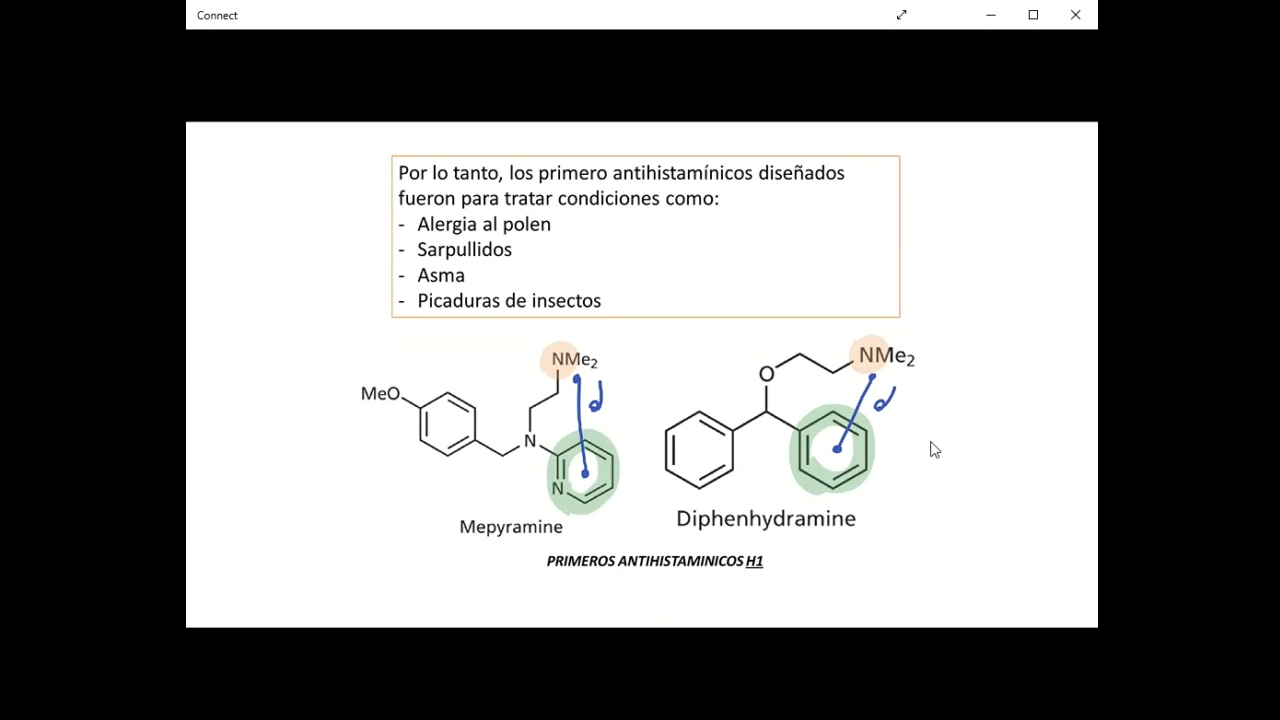 Connect
Por lo tanto, los primero antihistamínicos diseñados
fueron para tratar condiciones como:
- Alergia al polen
- Sarpullidos
- Asma
- Picaduras de insectos
NMe₂
NMe₂
O
MeO
d
d
N
N
Mepyramine
Diphenhydramine
PRIMEROS ANTIHISTAMINICOS H1